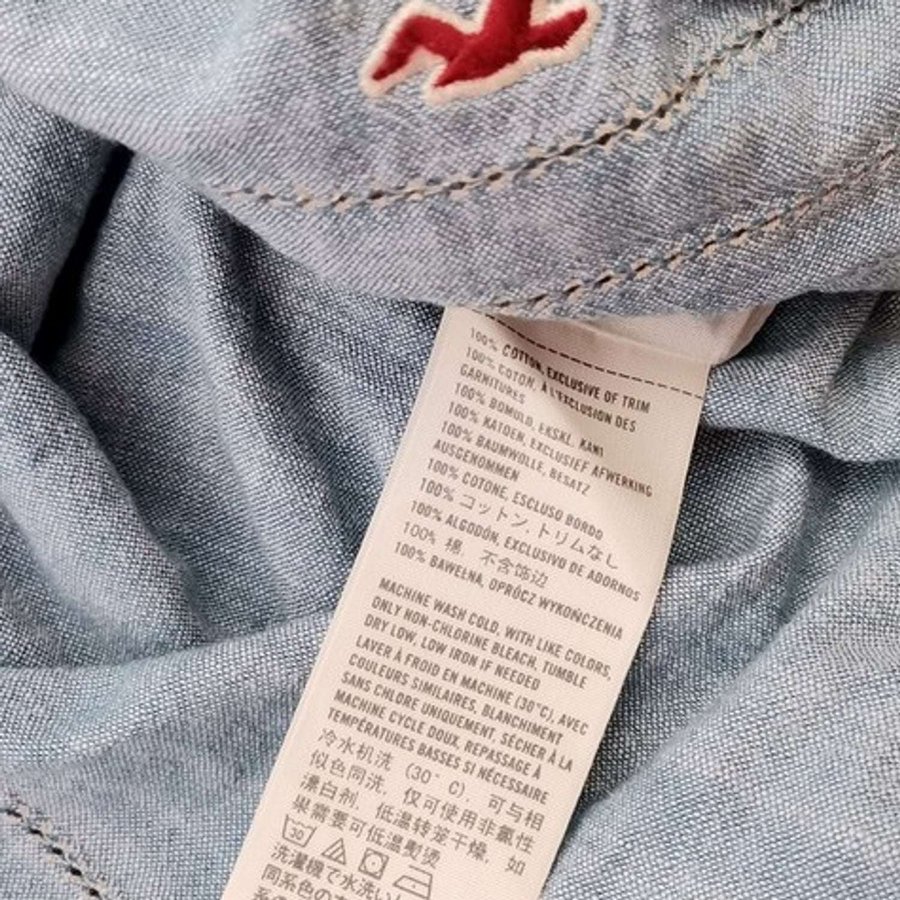 100% COTTON, EXCLUSIVE OF TRIM
100% COTON, A L'EXCLUSION DES
GARNITURES
100% BOMULD, EKSKL. KANT
100% KATOEN, EXCLUSIEF AFWERKING
100% BAUMWOLLE, BESATZ
AUSGENOMMEN
100% COTONE, ESCLUSO BORDO
100% コットン,トリムなし
100% ALGODÓN, EXCLUSIVO DE ADORNOS
100% 棉, 不含饰边
100% BAWEŁNA, OPRÓCZ WYKOŃCZENIA
MACHINE WASH COLD, WITH LIKE COLORS,
ONLY NON-CHLORINE BLEACH, TUMBLE
DRY LOW, LOW IRON IF NEEDED
LAVER À FROID EN MACHINE (30°C), AVEC
COULEURS SIMILAIRES, BLANCHIMENT
SANS CHLORE UNIQUEMENT, SÉCHER À LA
MACHINE CYCLE DOUX, REPASSAGE À
TEMPÉRATURES BASSES SI NÉCESSAIRE
冷水机洗 (30°C), 可与相
似色同洗, 仅可使用非氯性
漂白剂, 低温转笼干燥, 如
果需要可低温熨烫
30
洗濯機で水洗い
同系色の